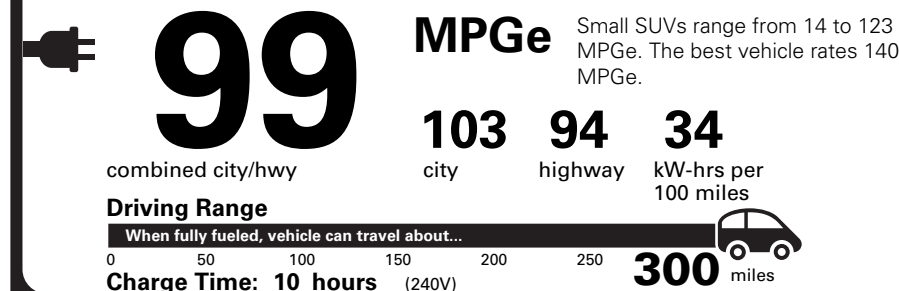 99
MPGe
Small SUVs range from 14 to 123
MPGe. The best vehicle rates 140
MPGe.
103 94 34
combined city/hwy city highway kW-hrs per
100 miles
Driving Range
When fully fueled, vehicle can travel about...
0 50 100 150 200 250 300 miles
Charge Time: 10 hours (240V)